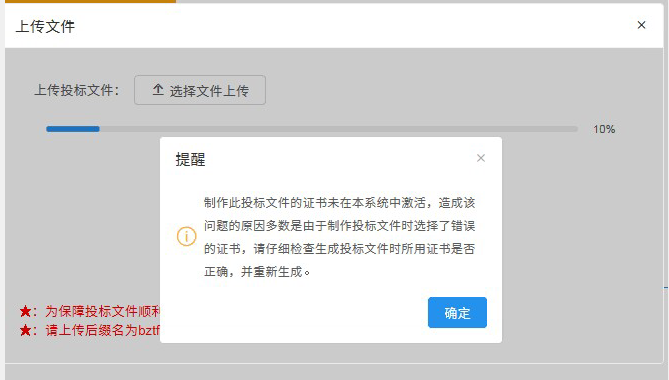 上传文件
上传投标文件：
选择文件上传
10%
提醒
制作此投标文件的证书未在本系统中激活，造成该
问题的原因多数是由于制作投标文件时选择了错误
的证书，请仔细检查生成投标文件时所用证书是否
正确，并重新生成。
确定
★：为保障投标文件顺利
★：请上传后缀名为bztf